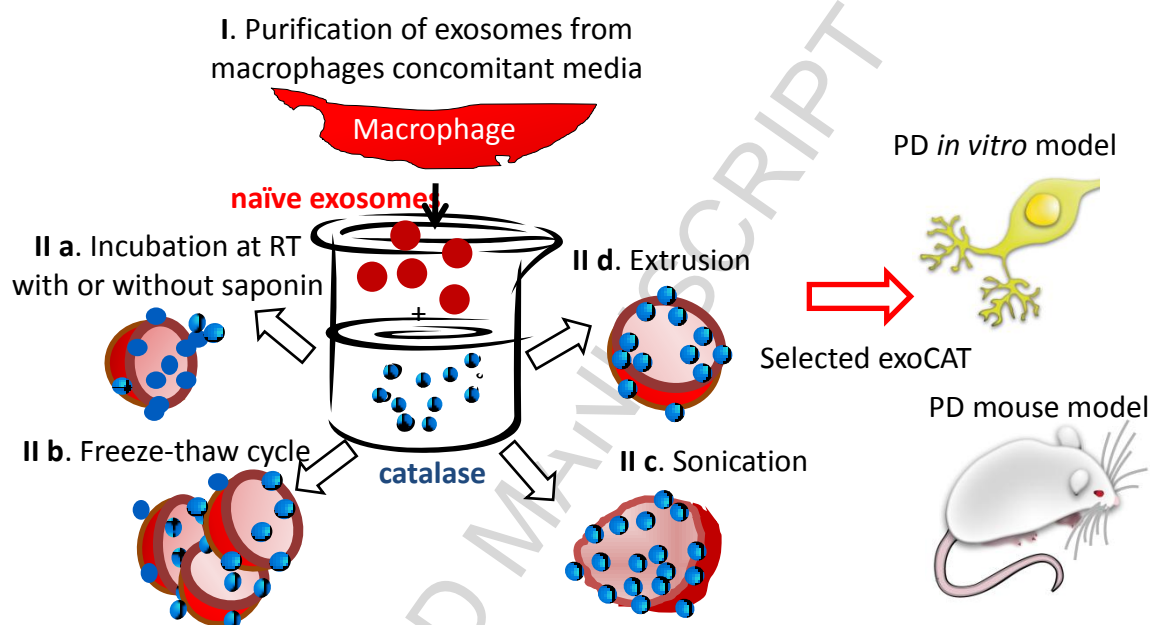 I. Purification of exosomes from
macrophages concomitant media
Macrophage
naïve exosomes
II a. Incubation at RT
with or without saponin
+
II d. Extrusion
PD in vitro model
Selected exoCAT
PD mouse model
II b. Freeze-thaw cycle
catalase
II c. Sonication
D MANUSCRIPT